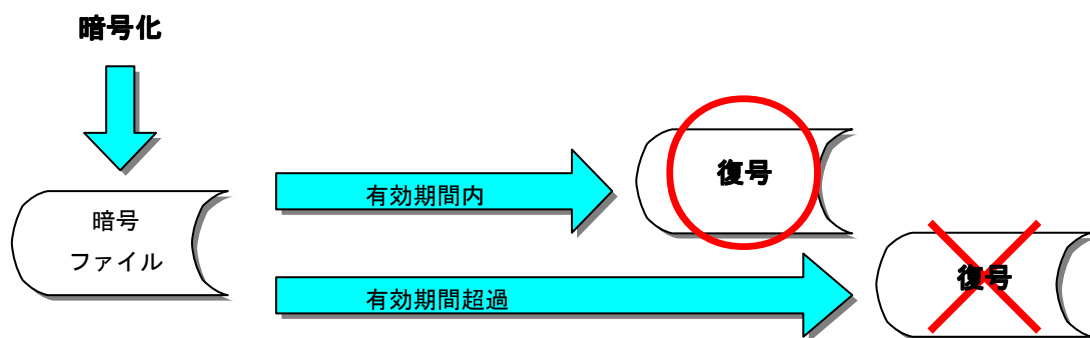 暗号化
暗号
ファイル
有効期間内
復号
有効期間超過
復号